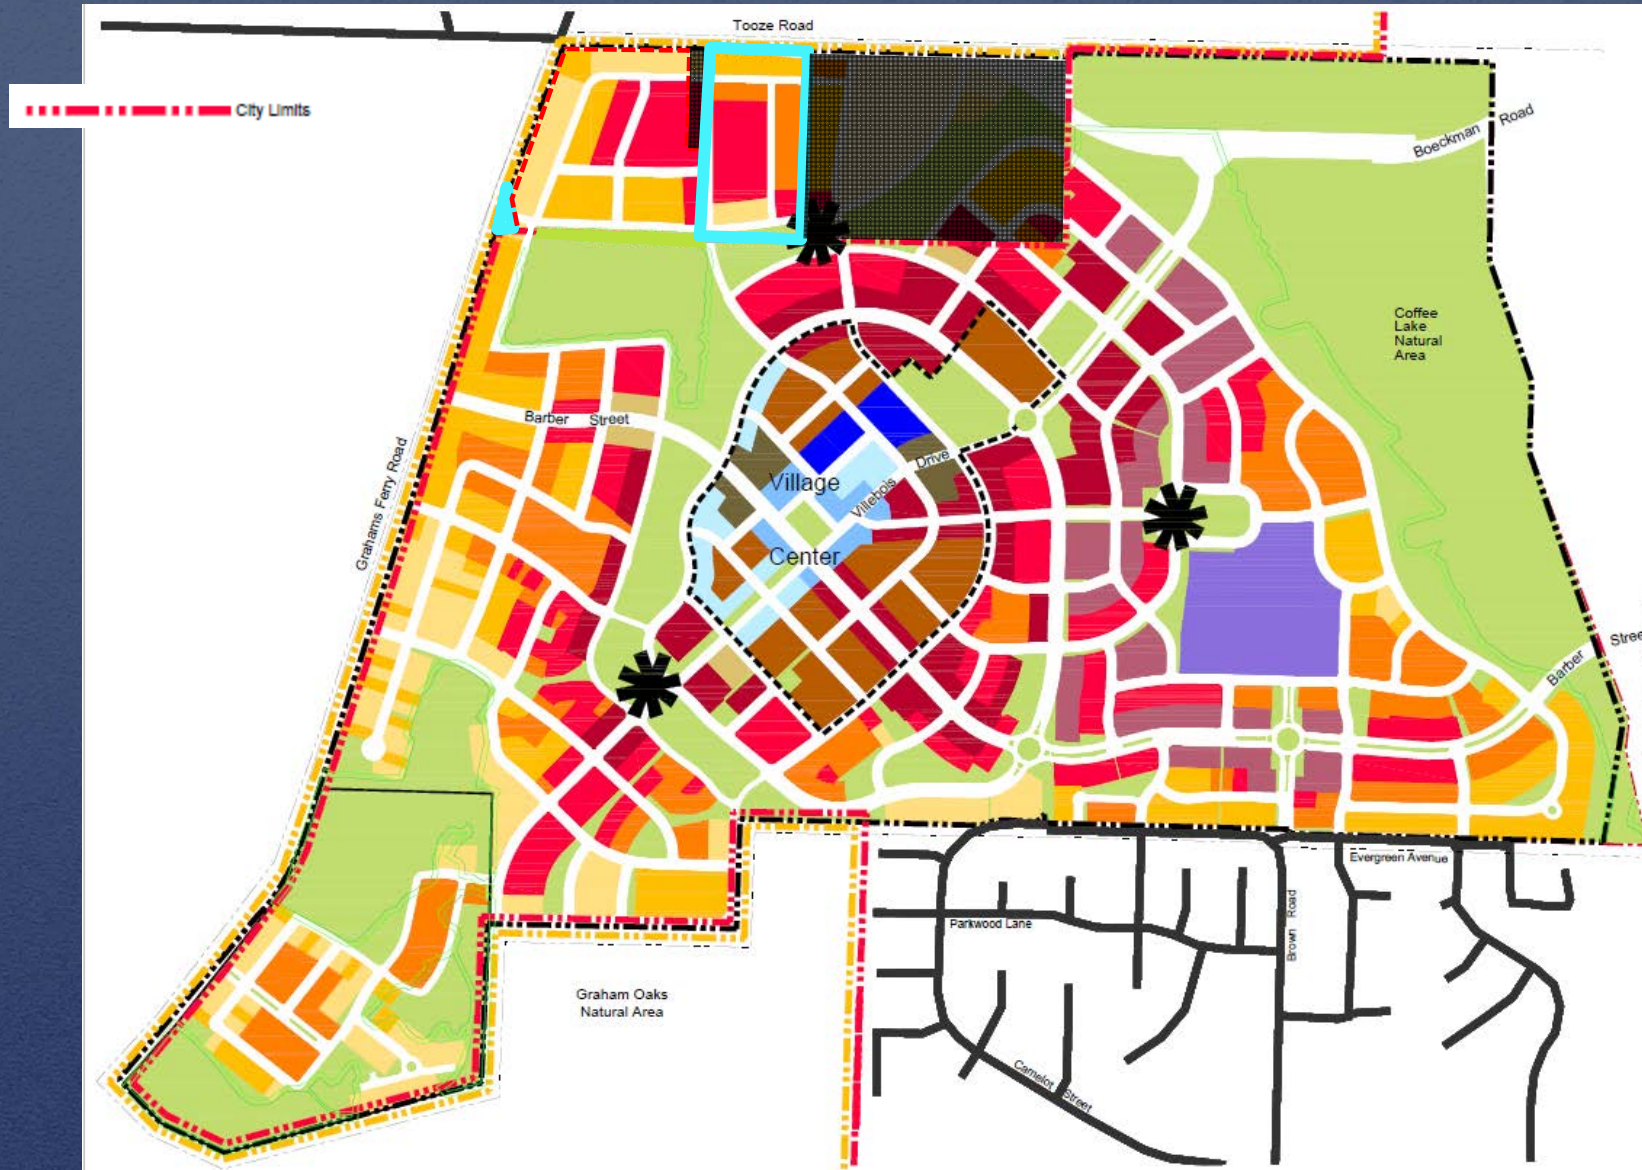 Tooze Road
City Limits
Boeckman Road
Coffee
Lake
Natural
Area
Barber Street
Grahams Ferry Road
Village
Villebois Drive
Center
Barber Stree
Evergreen Avenue
Parkwood Lane
Brown Road
Graham Oaks
Natural Area
Camelot Street